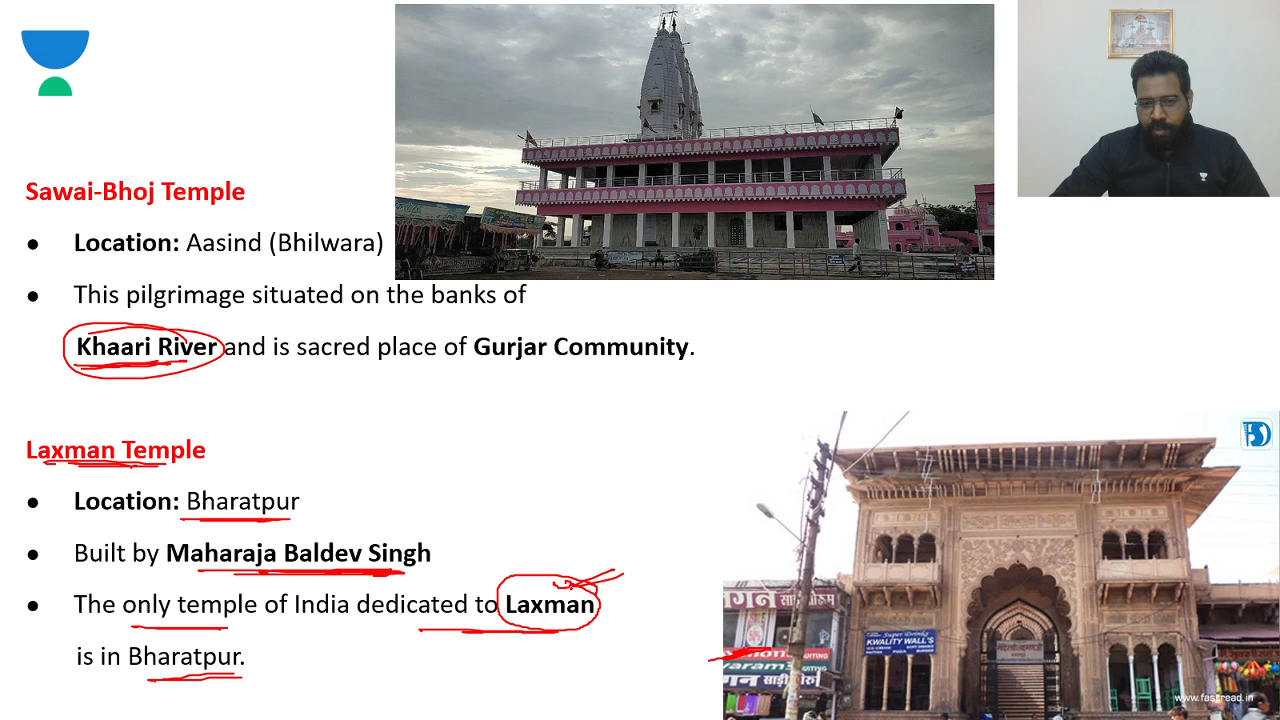 Sawai-Bhoj Temple
● Location: Aasind (Bhilwara)
● This pilgrimage situated on the banks of
Khaari River and is sacred place of Gurjar Community.
Laxman Temple
● Location: Bharatpur
● Built by Maharaja Baldev Singh
● The only temple of India dedicated to Laxman
is in Bharatpur.
Super Drinks
KWALITY WALL'S
www.fastread.in